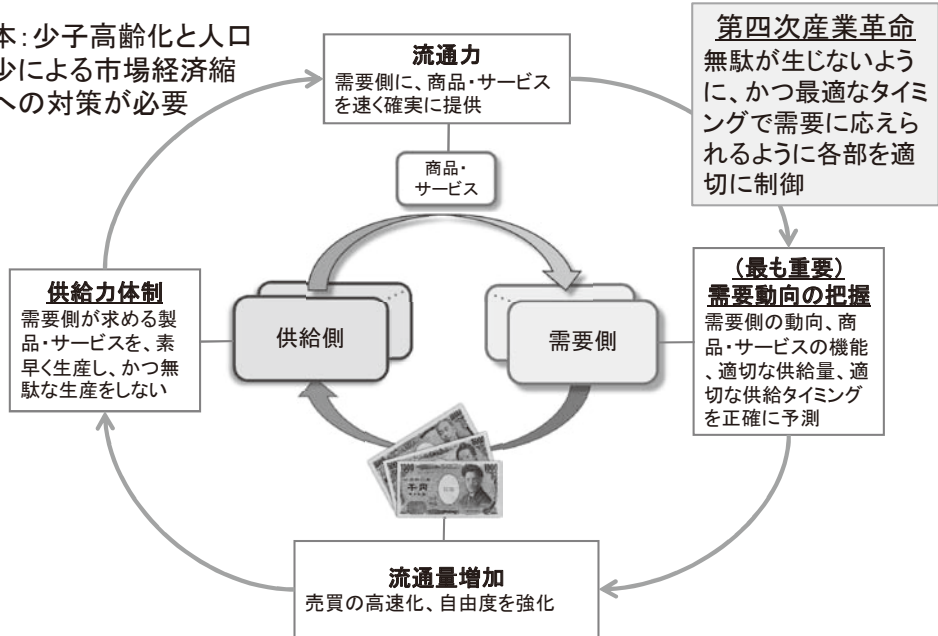 本：少子高齢化と人口
少による市場経済縮
への対策が必要
流通力
需要側に、商品・サービス
を速く確実に提供
第四次産業革命
無駄が生じないよう
に、かつ最適なタイミ
ングで需要に応えら
れるように各部を適
切に制御
商品・
サービス
供給力体制
需要側が求める製
品・サービスを、素
早く生産し、かつ無
駄な生産をしない
供給側
需要側
（最も重要）
需要動向の把握
需要側の動向、商
品・サービスの機能
、適切な供給量、適
切な供給タイミング
を正確に予測
千円
流通量増加
売買の高速化、自由度を強化